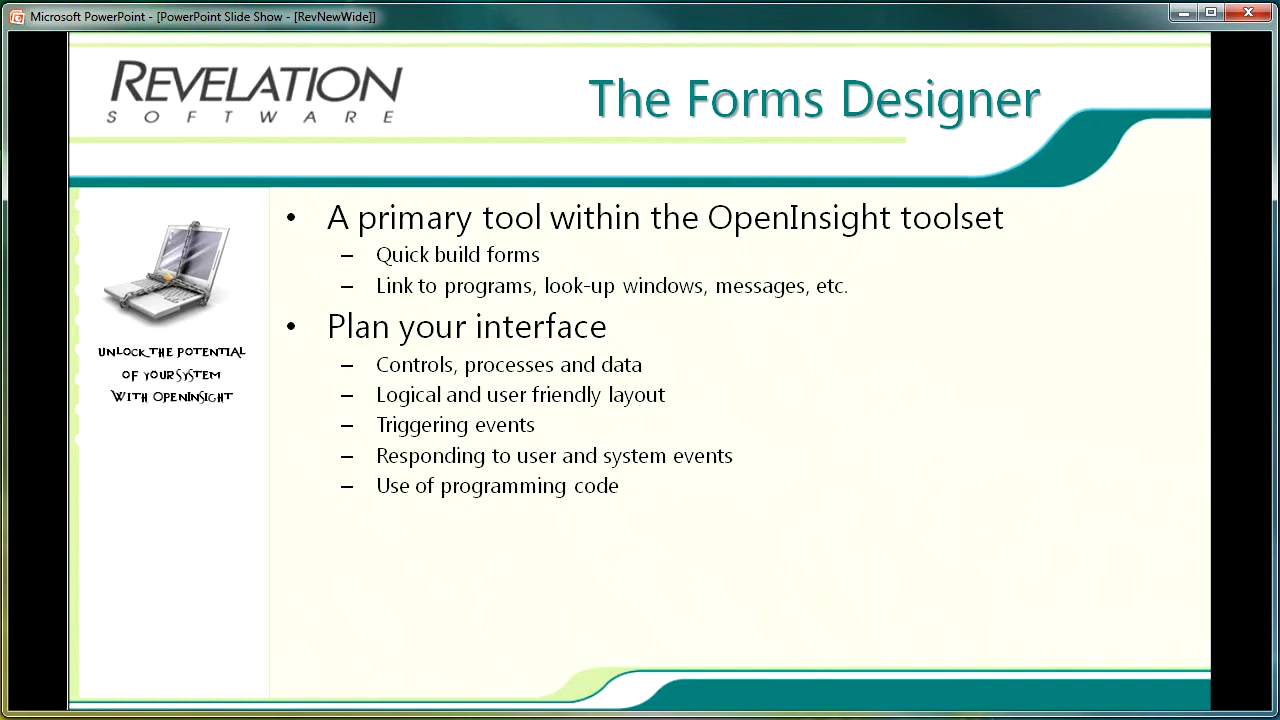 Microsoft PowerPoint - [PowerPoint Slide Show - [RevNewWide]]
REVELATION
SOFTWARE
The Forms Designer
• A primary tool within the OpenInsight toolset
– Quick build forms
– Link to programs, look-up windows, messages, etc.
• Plan your interface
– Controls, processes and data
– Logical and user friendly layout
– Triggering events
– Responding to user and system events
– Use of programming code
UNLOCK THE POTENTIAL
OF YOUR SYSTEM
WITH OPENINSIGHT